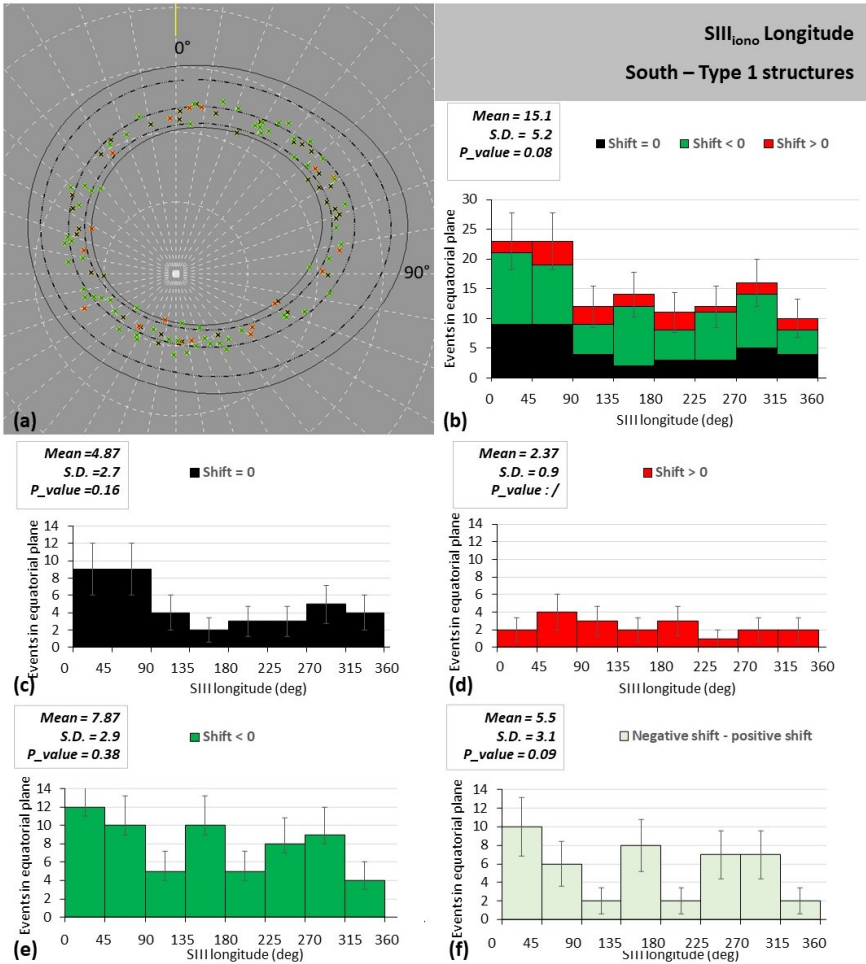 0°
90°
(a)
SIII_iono Longitude
South – Type 1 structures
Mean = 15.1
S.D. = 5.2
P_value = 0.08
Shift = 0
Shift < 0
Shift > 0
Events in equatorial plane
30
25
20
15
10
5
0
0 45 90 135 180 225 270 315 360
SIII longitude (deg)
(b)
Mean =4.87
S.D. =2.7
P_value =0.16
Shift = 0
Events in equatorial plane
14
12
10
8
6
4
2
0
0 45 90 135 180 225 270 315 360
SIII longitude (deg)
(c)
Mean = 2.37
S.D. = 0.9
P_value : /
Shift > 0
Events in equatorial plane
14
12
10
8
6
4
2
0
0 45 90 135 180 225 270 315 360
SIII longitude (deg)
(d)
Mean = 7.87
S.D. = 2.9
P_value = 0.38
Shift < 0
Events in equatorial plane
14
12
10
8
6
4
2
0
0 45 90 135 180 225 270 315 360
SIII longitude (deg)
(e)
Mean = 5.5
S.D. = 3.1
P_value = 0.09
Negative shift - positive shift
Events in equatorial plane
14
12
10
8
6
4
2
0
0 45 90 135 180 225 270 315 360
SIII longitude (deg)
(f)